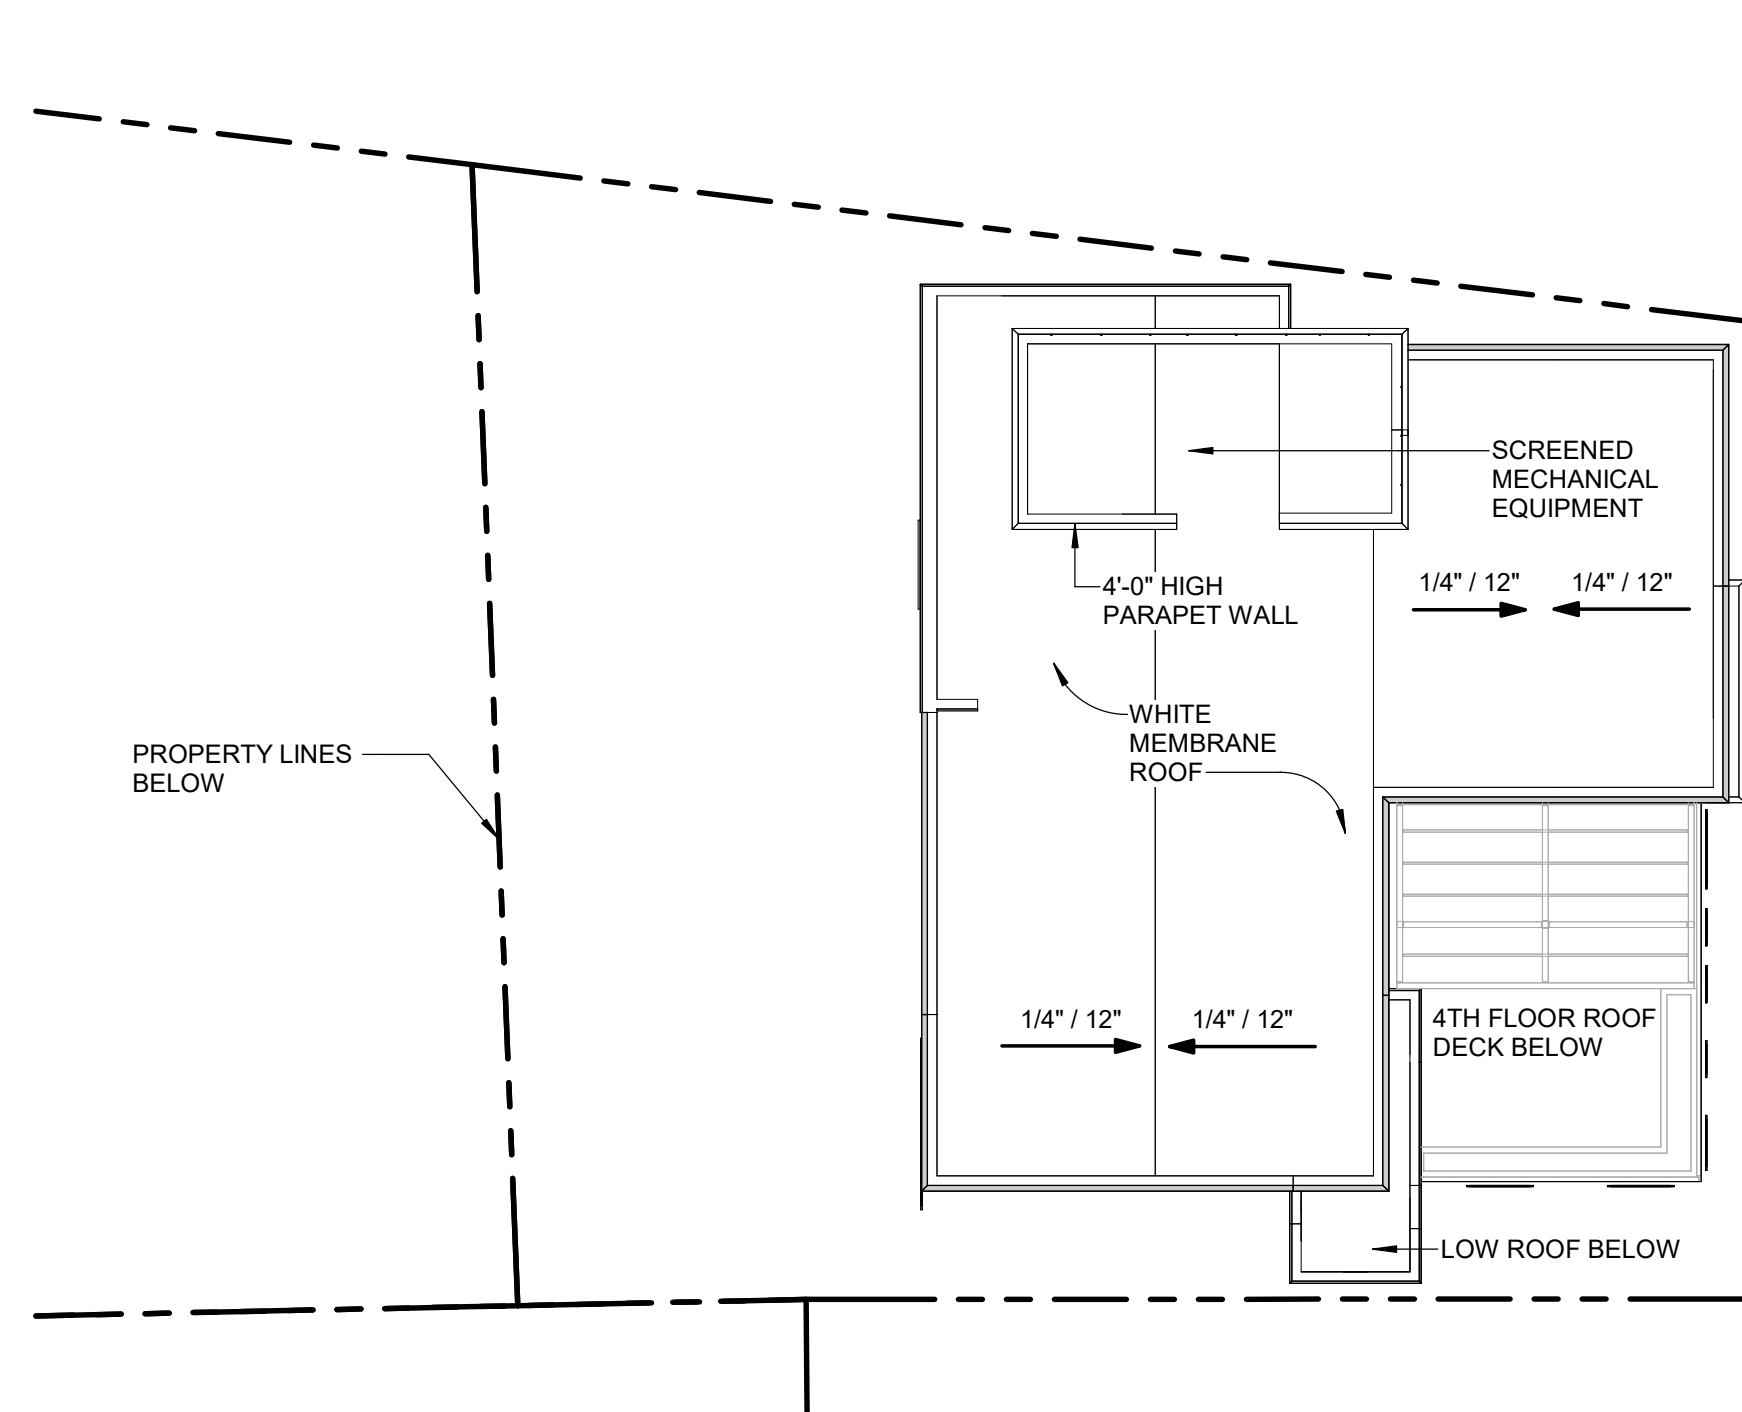 SCREENED
MECHANICAL
EQUIPMENT
1/4" / 12"
1/4" / 12"
4'-0" HIGH
PARAPET WALL
WHITE
MEMBRANE
ROOF
PROPERTY LINES
BELOW
1/4" / 12"
1/4" / 12"
4TH FLOOR ROOF
DECK BELOW
LOW ROOF BELOW